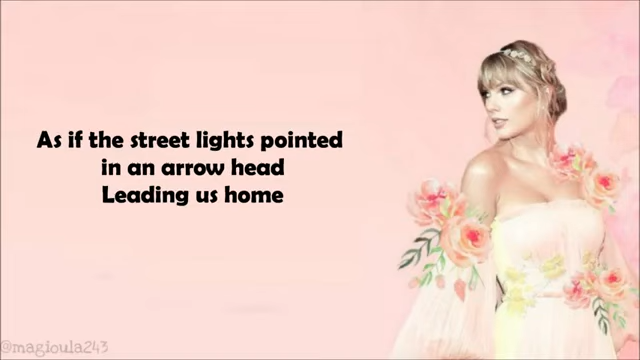 As if the street lights pointed
in an arrow head
Leading us home
@magioula243